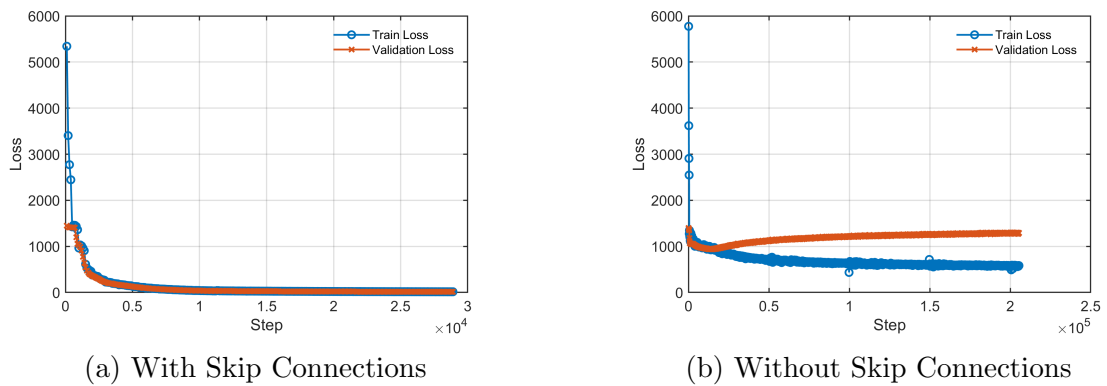 6000
5000
4000
3000
2000
1000
0
Loss
Train Loss
Validation Loss
0 0.5 1 1.5 2 2.5 3
Step
×10^4
(a) With Skip Connections
6000
5000
4000
3000
2000
1000
0
Loss
Train Loss
Validation Loss
0 0.5 1 1.5 2 2.5
Step
×10^5
(b) Without Skip Connections